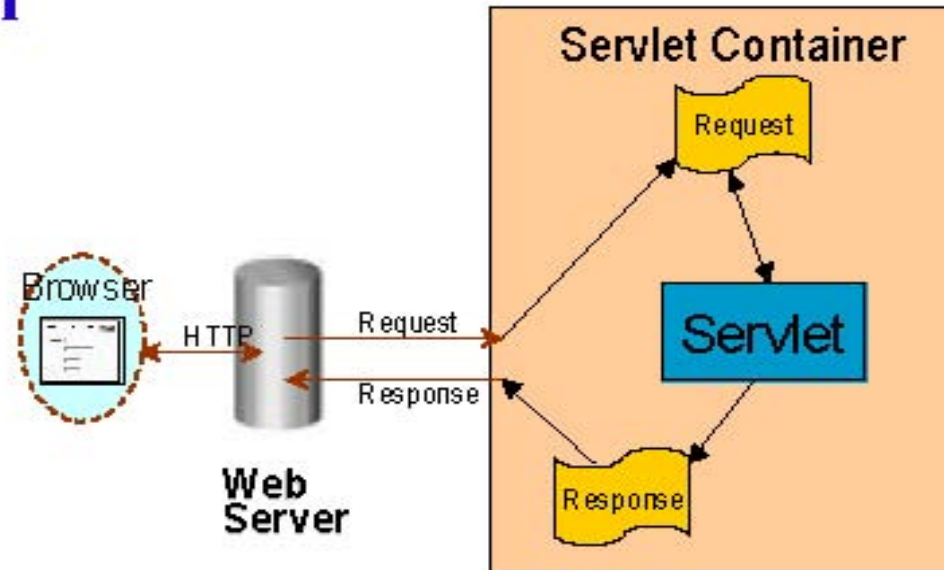 Servlet Container
Request
Browser
HTTP
Request
Servlet
Response
Web
Server
Response